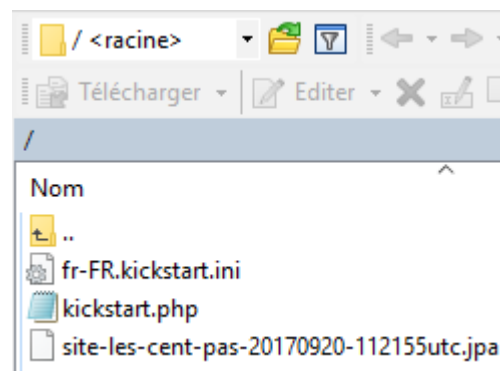 / <racine>
Télécharger Editer
/
Nom
..
fr-FR.kickstart.ini
kickstart.php
site-les-cent-pas-20170920-112155utc.jpa